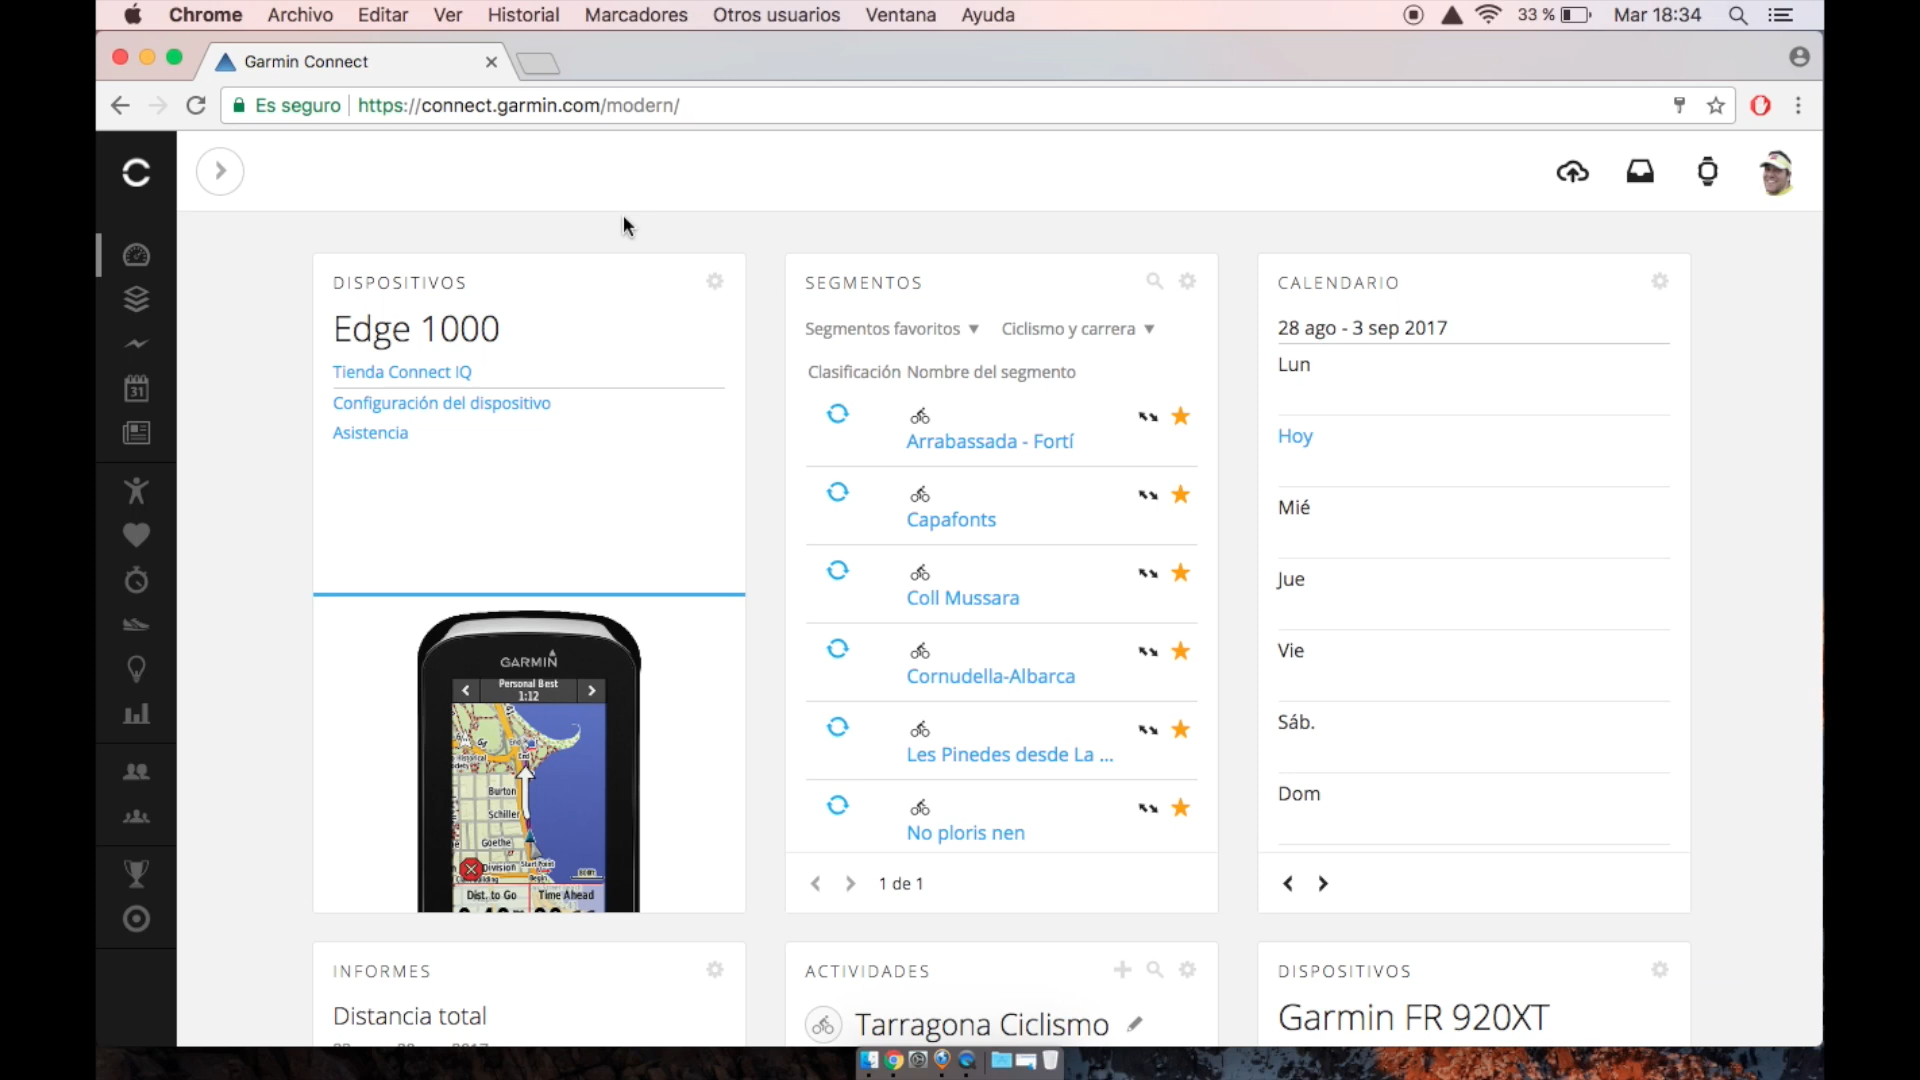 Chrome Archivo Editar Ver Historial Marcadores Otros usuarios Ventana Ayuda 33 % Mar 18:34
Garmin Connect
Es seguro https://connect.garmin.com/modern/
DISPOSITIVOS
Edge 1000
Tienda Connect IQ
Configuración del dispositivo
Asistencia
GARMIN
Personal Best
1:12
Burton
Schiller
Goethe
Division
Start Point
Dist. to Go Time Ahead
SEGMENTOS
Segmentos favoritos ▼ Ciclismo y carrera ▼
Clasificación Nombre del segmento
Arrabassada - Fortí
Capafonts
Coll Mussara
Cornudella-Albarca
Les Pinedes desde La ...
No ploris nen
1 de 1
CALENDARIO
28 ago - 3 sep 2017
Lun
Hoy
Mié
Jue
Vie
Sáb.
Dom
31
INFORMES
Distancia total
ACTIVIDADES
Tarragona Ciclismo
DISPOSITIVOS
Garmin FR 920XT